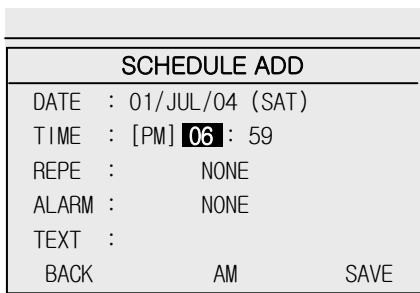 SCHEDULE ADD
DATE : 01/JUL/04 (SAT)
TIME : [PM] 06 : 59
REPE : NONE
ALARM : NONE
TEXT :
BACK AM SAVE